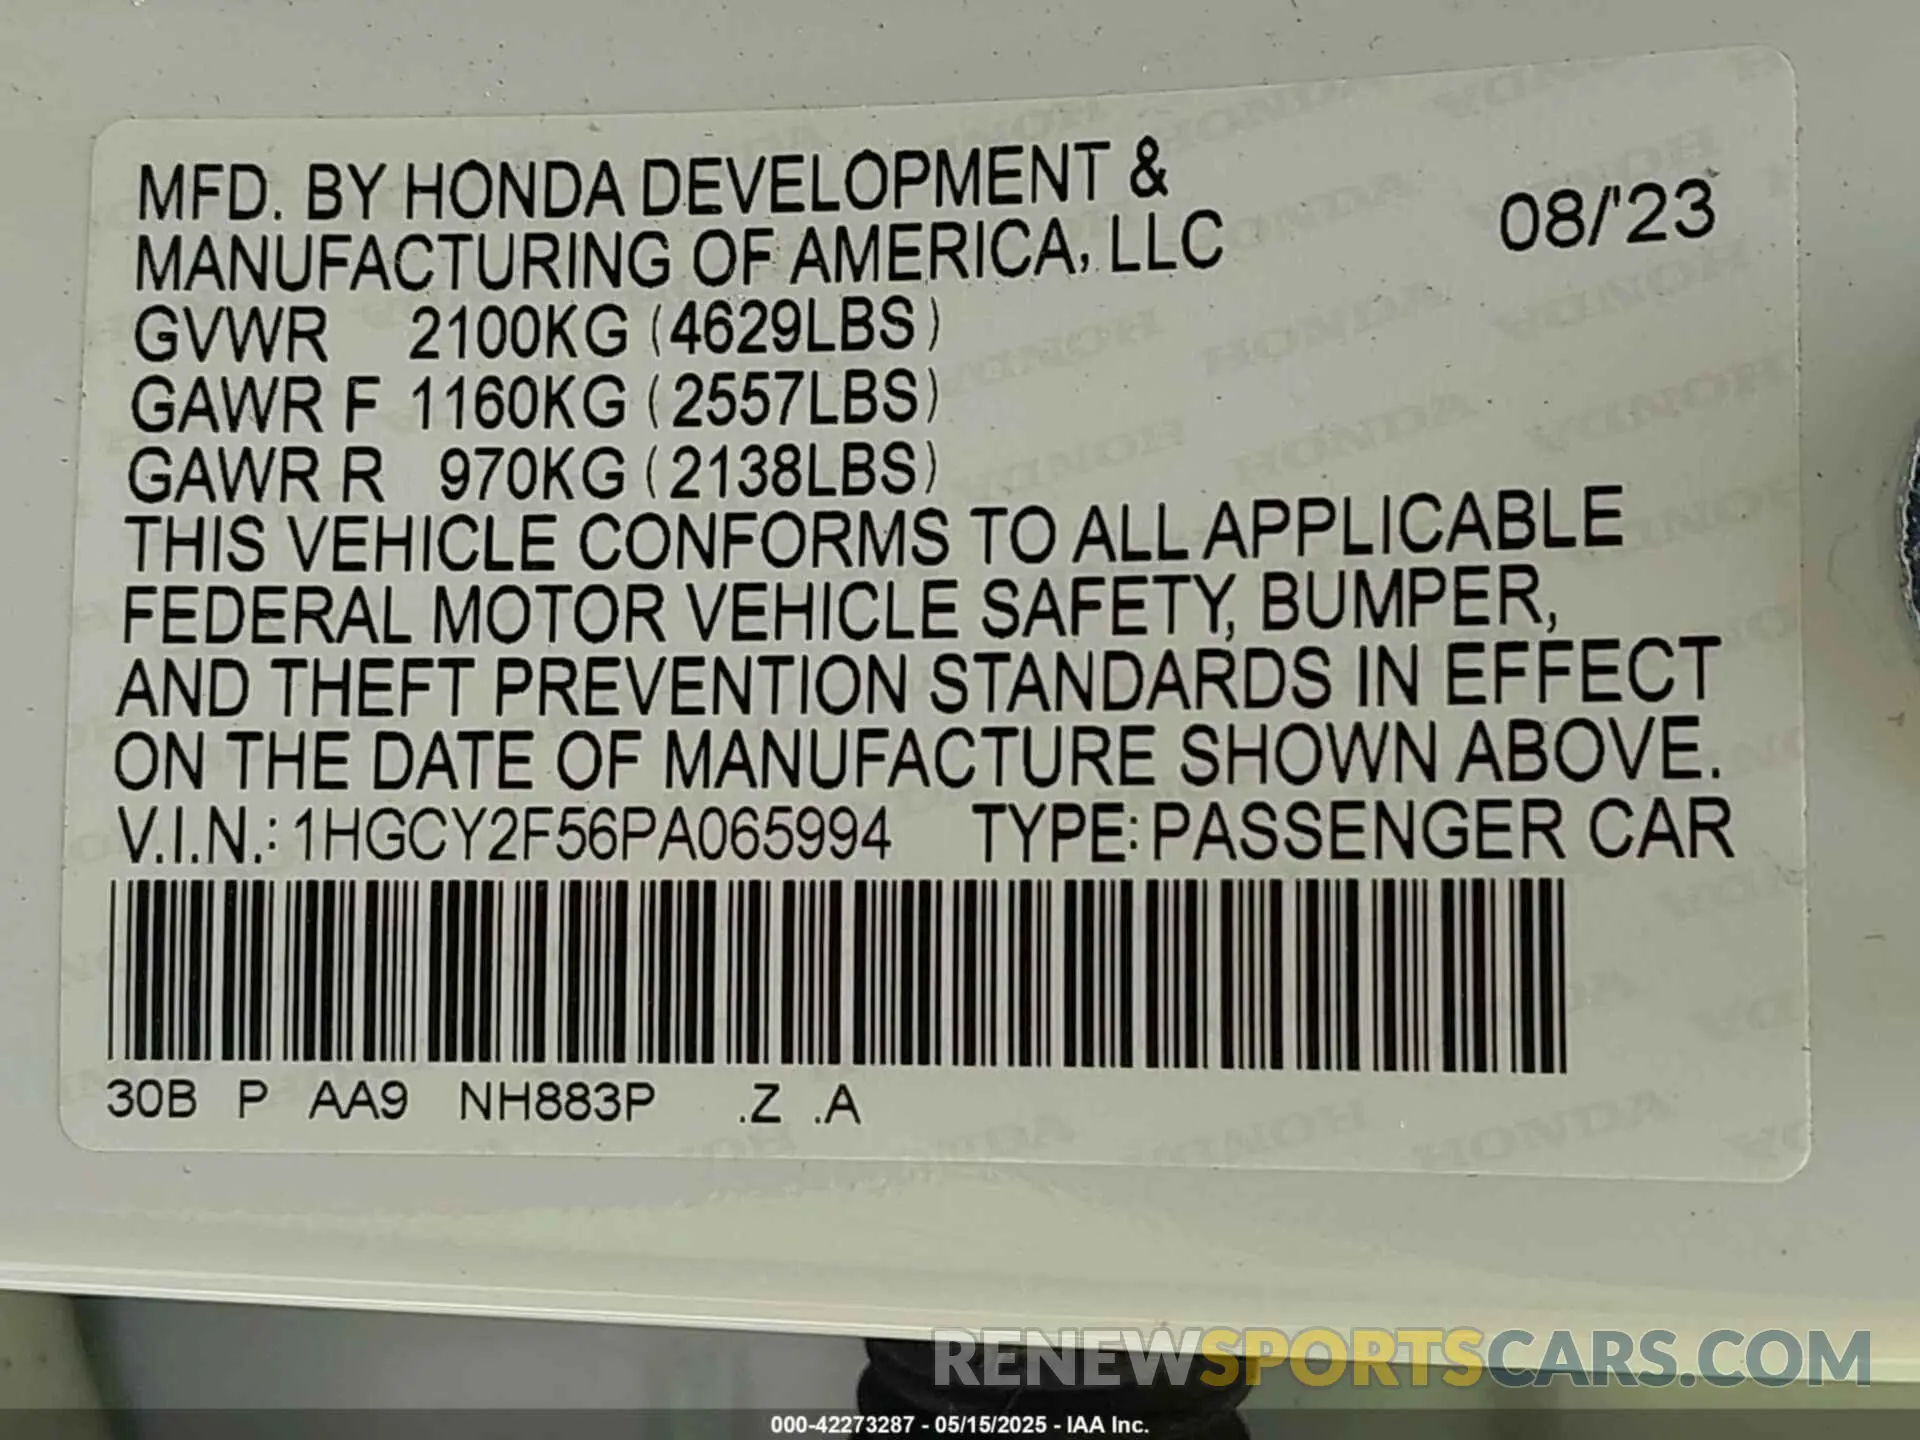 MFD. BY HONDA DEVELOPMENT &
MANUFACTURING OF AMERICA, LLC
08/'23
GVWR 2100KG (4629LBS)
GAWR F 1160KG (2557LBS)
GAWR R 970KG (2138LBS)
THIS VEHICLE CONFORMS TO ALL APPLICABLE
FEDERAL MOTOR VEHICLE SAFETY, BUMPER,
AND THEFT PREVENTION STANDARDS IN EFFECT
ON THE DATE OF MANUFACTURE SHOWN ABOVE.
V.I.N.: 1HGCY2F56PA065994 TYPE: PASSENGER CAR
30B P AA9 NH883P .Z .A
RENEWSPORTSCARS.COM
000-42273287 - 05/15/2025 - IAA Inc.